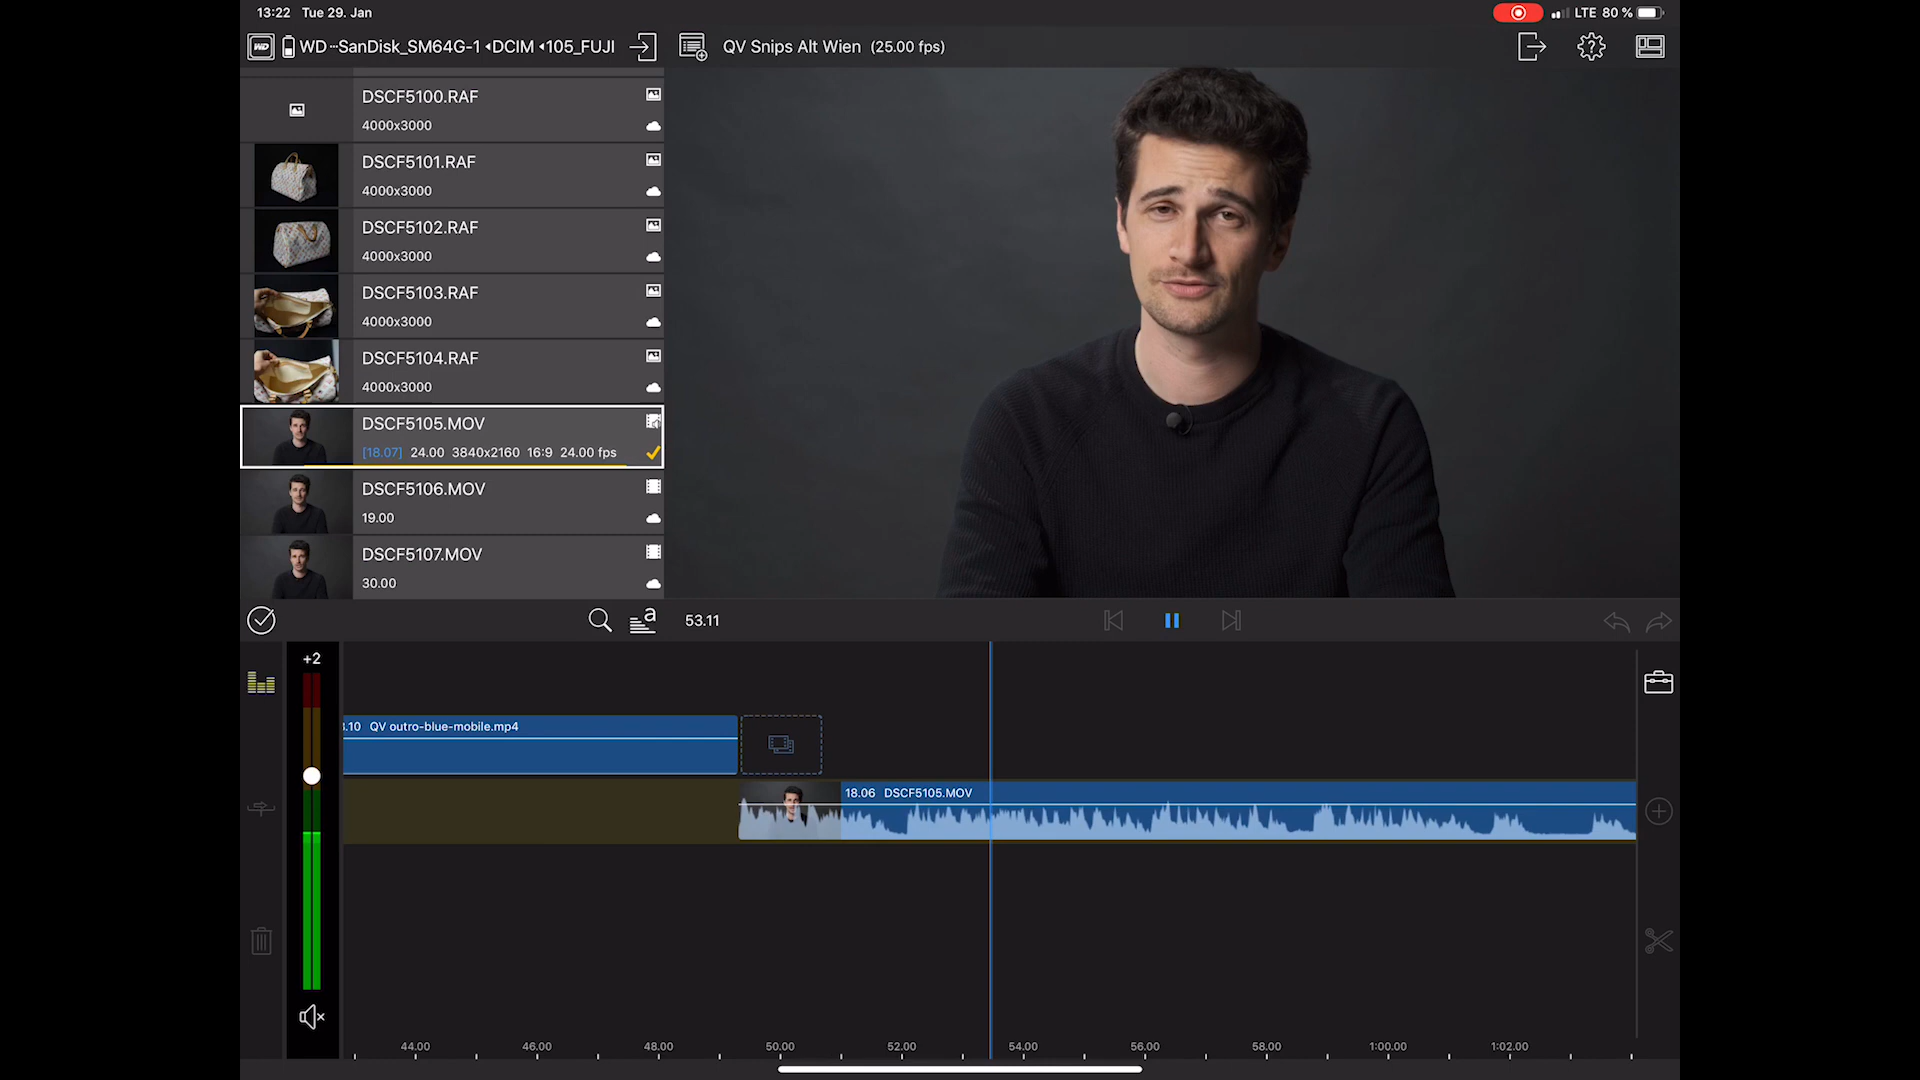 13:22 Tue 29. Jan
LTE 80 %
WD WD ··SanDisk_SM64G-1 DCIM 105_FUJI
QV Snips Alt Wien (25.00 fps)
DSCF5100.RAF
4000x3000
DSCF5101.RAF
4000x3000
DSCF5102.RAF
4000x3000
DSCF5103.RAF
4000x3000
DSCF5104.RAF
4000x3000
DSCF5105.MOV
[18.07] 24.00 3840x2160 16:9 24.00 fps
DSCF5106.MOV
19.00
DSCF5107.MOV
30.00
a
53.11
+2
.10 QV outro-blue-mobile.mp4
18.06 DSCF5105.MOV
44.00 46.00 48.00 50.00 52.00 54.00 56.00 58.00 1:00.00 1:02.00